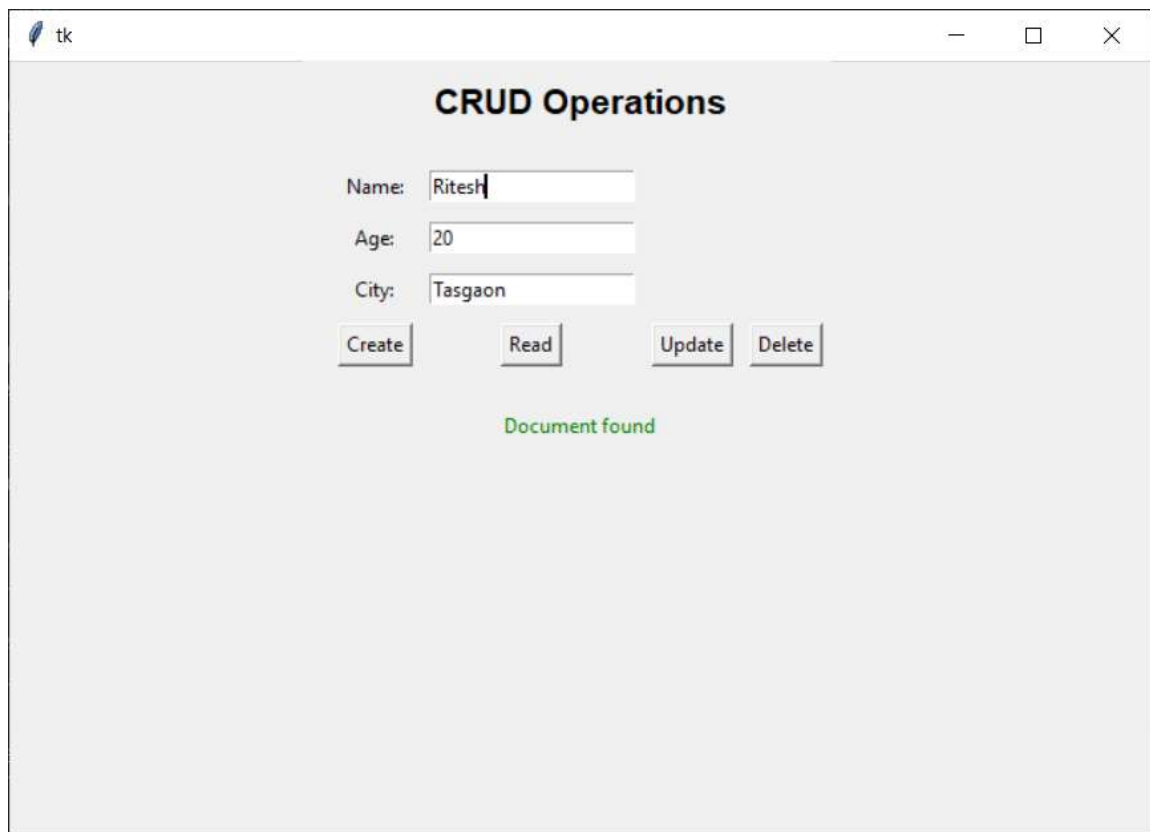 tk
CRUD Operations
Name: Ritesh
Age: 20
City: Tasgaon
Create Read Update Delete
Document found